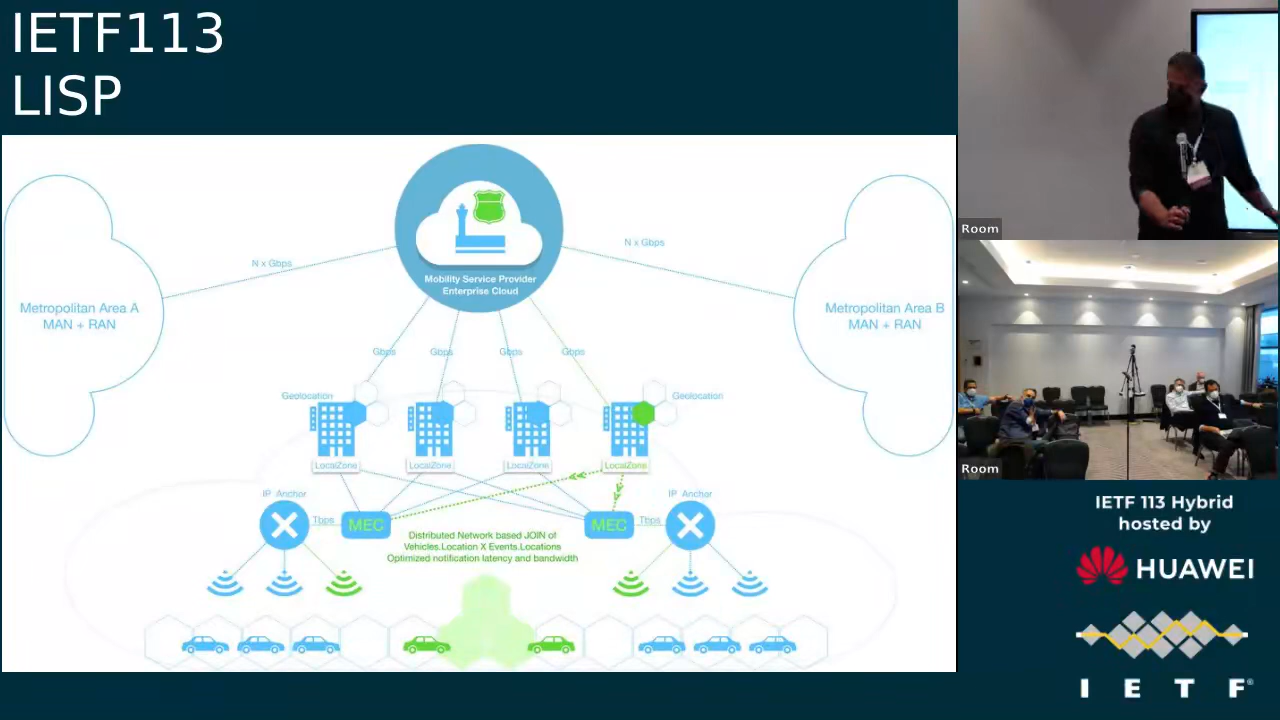 IETF113
LISP
N x Gbps
N x Gbps
Mobility Service Provider
Enterprise Cloud
Metropolitan Area A
MAN + RAN
Metropolitan Area B
MAN + RAN
Gbps
Gbps
Gbps
Gbps
Geolocation
Geolocation
LocalZone
LocalZone
LocalZone
LocalZone
IP Anchor
IP Anchor
Tbps
MEC
MEC
Tbps
Distributed Network based JOIN of
Vehicles.Location X Events.Locations
Optimized notification latency and bandwidth
Room
Room
IETF 113 Hybrid
hosted by
HUAWEI
I E T F®